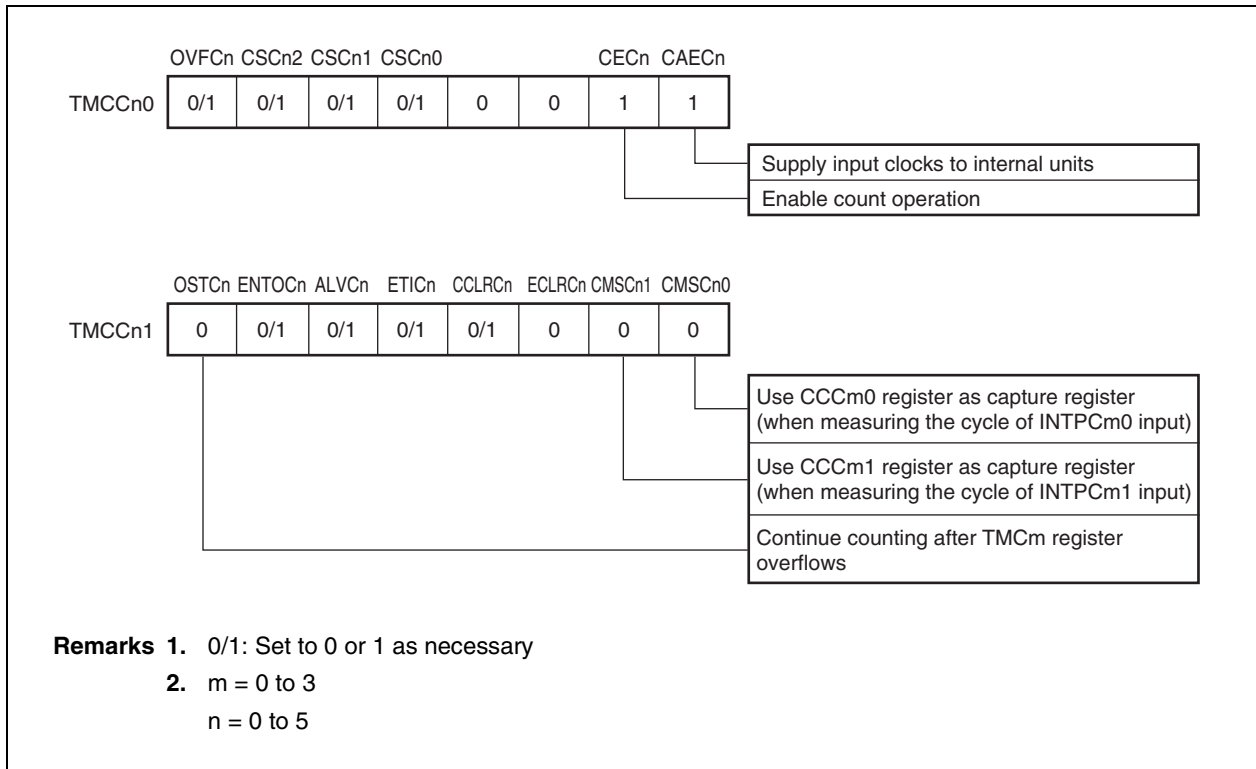 OVFCn CSCn2 CSCn1 CSCn0 CECn CAECn
TMCCn0 0/1 0/1 0/1 0/1 0 0 1 1
Supply input clocks to internal units
Enable count operation
OSTCn ENTOCn ALVCn ETICn CCLRCn ECLRCn CMSCn1 CMSCn0
TMCCn1 0 0/1 0/1 0/1 0/1 0 0 0
Use CCCm0 register as capture register
(when measuring the cycle of INTPCm0 input)
Use CCCm1 register as capture register
(when measuring the cycle of INTPCm1 input)
Continue counting after TMCm register
overflows
Remarks 1. 0/1: Set to 0 or 1 as necessary
2. m = 0 to 3
n = 0 to 5